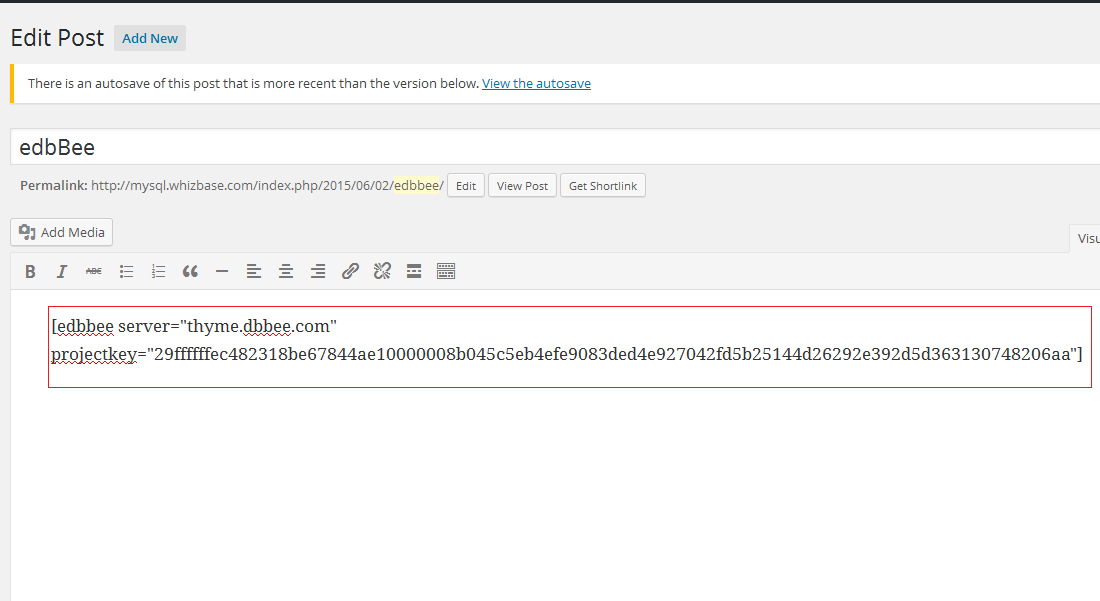 Edit Post Add New
There is an autosave of this post that is more recent than the version below. View the autosave
edbBee
Permalink: http://mysql.whizbase.com/index.php/2015/06/02/edbbee/ Edit View Post Get Shortlink
Add Media
Visu
B I ABC
[edbbee server="thyme.dbbee.com"
projectkey="29ffffffec482318be67844ae10000008b045c5eb4efe9083ded4e927042fd5b25144d26292e392d5d363130748206aa"]